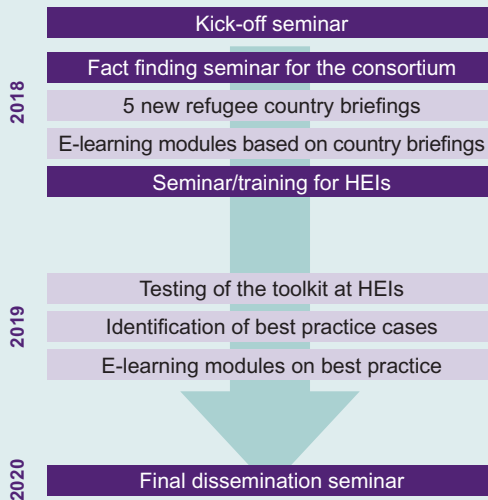 Kick-off seminar
2018
Fact finding seminar for the consortium
5 new refugee country briefings
E-learning modules based on country briefings
Seminar/training for HEIs
2019
Testing of the toolkit at HEIs
Identification of best practice cases
E-learning modules on best practice
2020
Final dissemination seminar